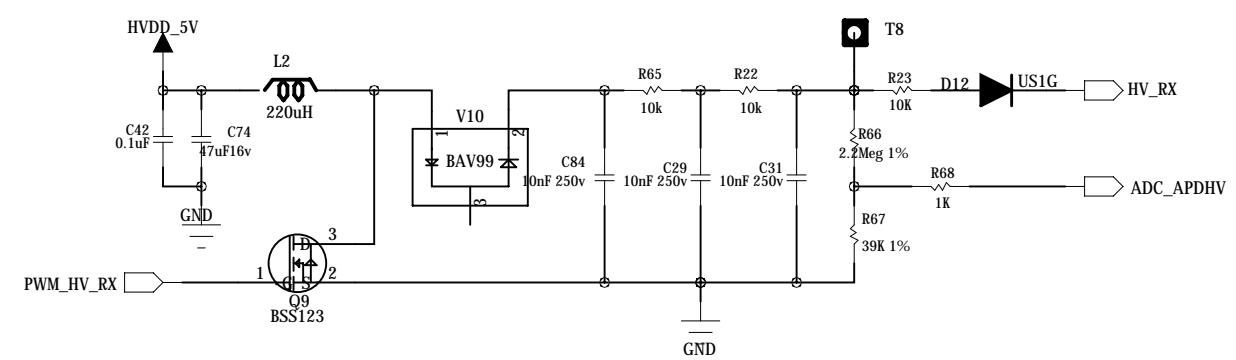 HVDD_5V
T8
L2
220uH
R65
10k
R22
10k
R23
10K
D12
US1G
HV_RX
C42
0.1uF
C74
47uF16v
V10
1
2
BAV99
3
C84
10nF 250v
C29
10nF 250v
C31
10nF 250v
R66
2.2Meg 1%
R68
1K
ADC_APDHV
R67
39K 1%
GND
3
D
PWM_HV_RX
1
G
S
2
Q9
BSS123
GND